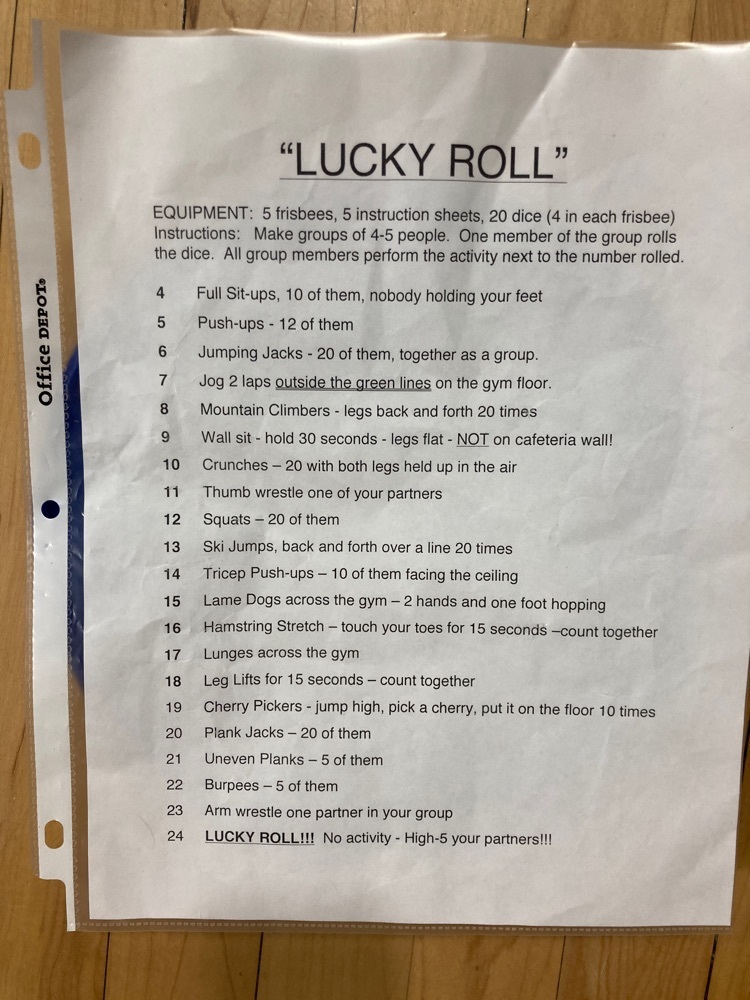 "LUCKY ROLL"
EQUIPMENT: 5 frisbees, 5 instruction sheets, 20 dice (4 in each frisbee)
Instructions: Make groups of 4-5 people. One member of the group rolls
the dice. All group members perform the activity next to the number rolled.
4 Full Sit-ups, 10 of them, nobody holding your feet
5 Push-ups - 12 of them
6 Jumping Jacks - 20 of them, together as a group.
7 Jog 2 laps outside the green lines on the gym floor.
8 Mountain Climbers - legs back and forth 20 times
9 Wall sit - hold 30 seconds - legs flat - NOT on cafeteria wall!
10 Crunches – 20 with both legs held up in the air
11 Thumb wrestle one of your partners
12 Squats – 20 of them
13 Ski Jumps, back and forth over a line 20 times
14 Tricep Push-ups – 10 of them facing the ceiling
15 Lame Dogs across the gym – 2 hands and one foot hopping
16 Hamstring Stretch – touch your toes for 15 seconds –count together
17 Lunges across the gym
18 Leg Lifts for 15 seconds – count together
19 Cherry Pickers - jump high, pick a cherry, put it on the floor 10 times
20 Plank Jacks – 20 of them
21 Uneven Planks – 5 of them
22 Burpees – 5 of them
23 Arm wrestle one partner in your group
24 LUCKY ROLL!!! No activity - High-5 your partners!!!
Office DEPOT®